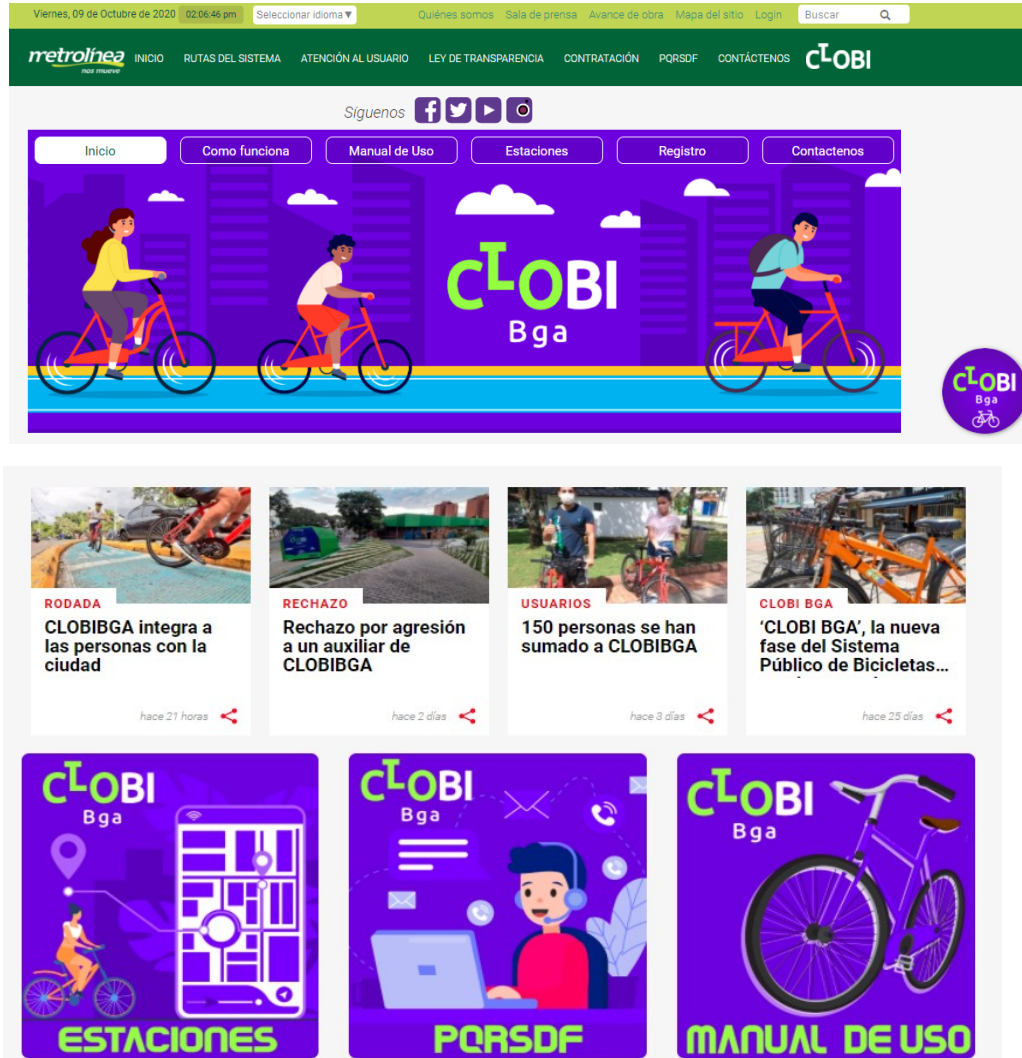 Viernes, 09 de Octubre de 2020 02:06:46 pm Seleccionar idioma▼ Quiénes somos Sala de prensa Avance de obra Mapa del sitio Login Buscar
metrolínea INICIO RUTAS DEL SISTEMA ATENCIÓN AL USUARIO LEY DE TRANSPARENCIA CONTRATACIÓN PQRSDF CONTÁCTENOS CLOBI
nos mueve
Síguenos
Inicio Como funciona Manual de Uso Estaciones Registro Contactenos
CLOBI
Bga
CLOBI
Bga
RODADA
CLOBIBGA integra a
las personas con la
ciudad
hace 21 horas
RECHAZO
Rechazo por agresión
a un auxiliar de
CLOBIBGA
hace 2 días
USUARIOS
150 personas se han
sumado a CLOBIBGA
hace 3 días
CLOBI BGA
‘CLOBI BGA’, la nueva
fase del Sistema
Público de Bicicletas...
hace 25 días
CLOBI
Bga
ESTACIONES
CLOBI
Bga
PQRSDF
CLOBI
Bga
MANUAL DE USO